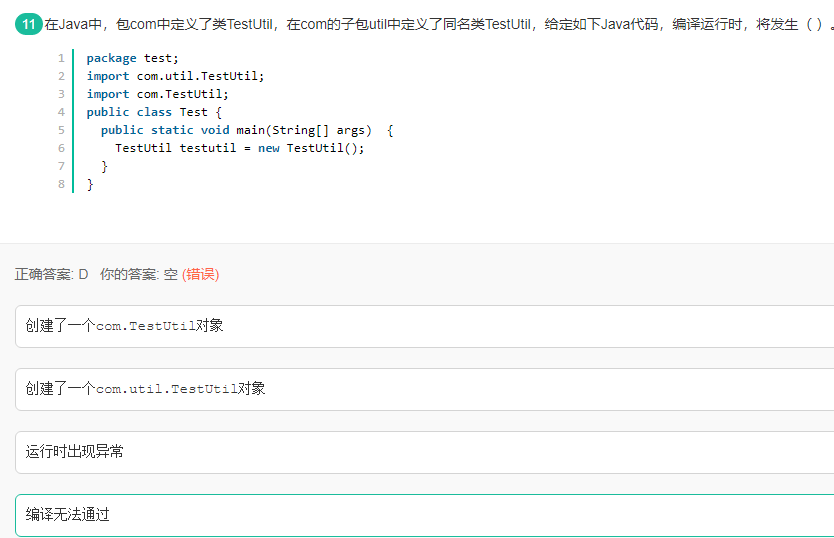 11 在Java中，包com中定义了类TestUtil，在com的子包util中定义了同名类TestUtil，给定如下Java代码，编译运行时，将发生（ ）。
1 package test;
2 import com.util.TestUtil;
3 import com.TestUtil;
4 public class Test {
5   public static void main(String[] args)  {
6     TestUtil testutil = new TestUtil();
7   }
8 }
正确答案: D 你的答案: 空 (错误)
创建了一个com.TestUtil对象
创建了一个com.util.TestUtil对象
运行时出现异常
编译无法通过